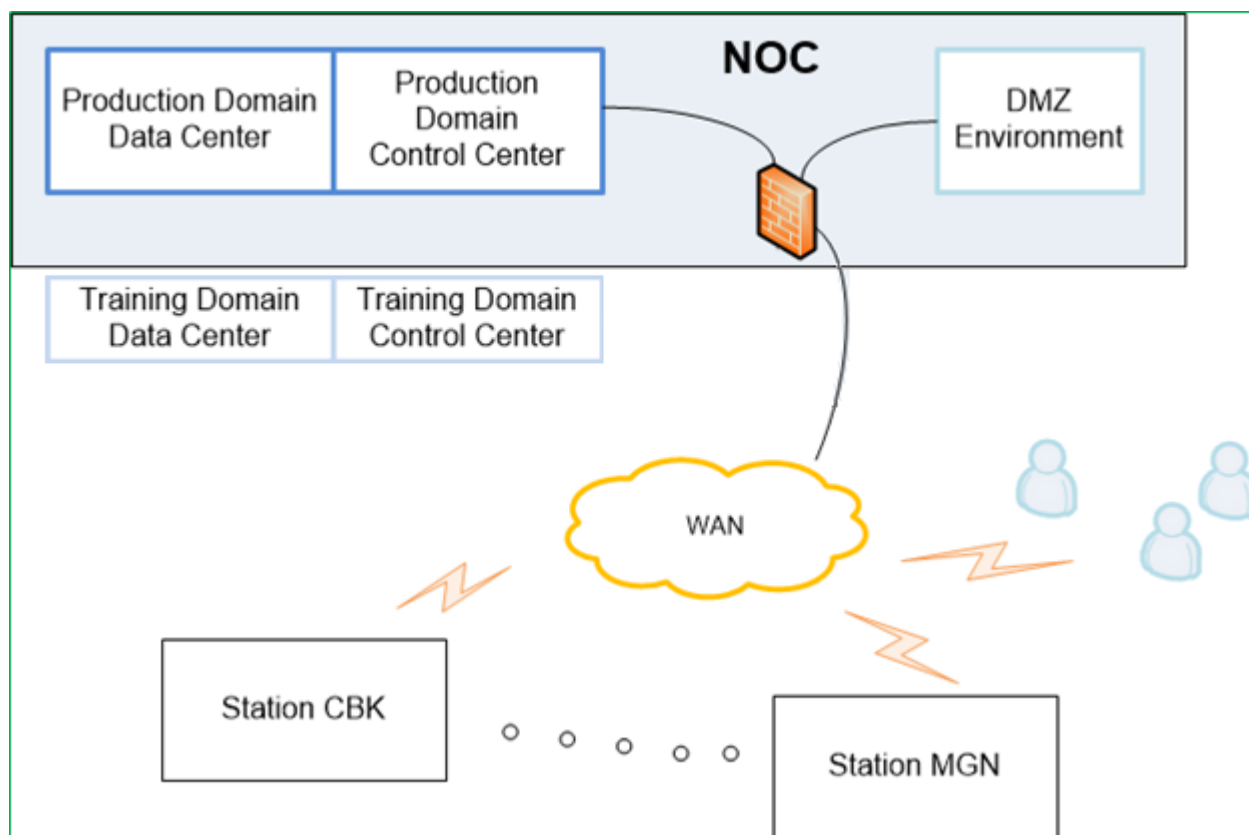 NOC
Production Domain
Data Center
Production
Domain
Control Center
DMZ
Environment
Training Domain
Data Center
Training Domain
Control Center
WAN
Station CBK
Station MGN